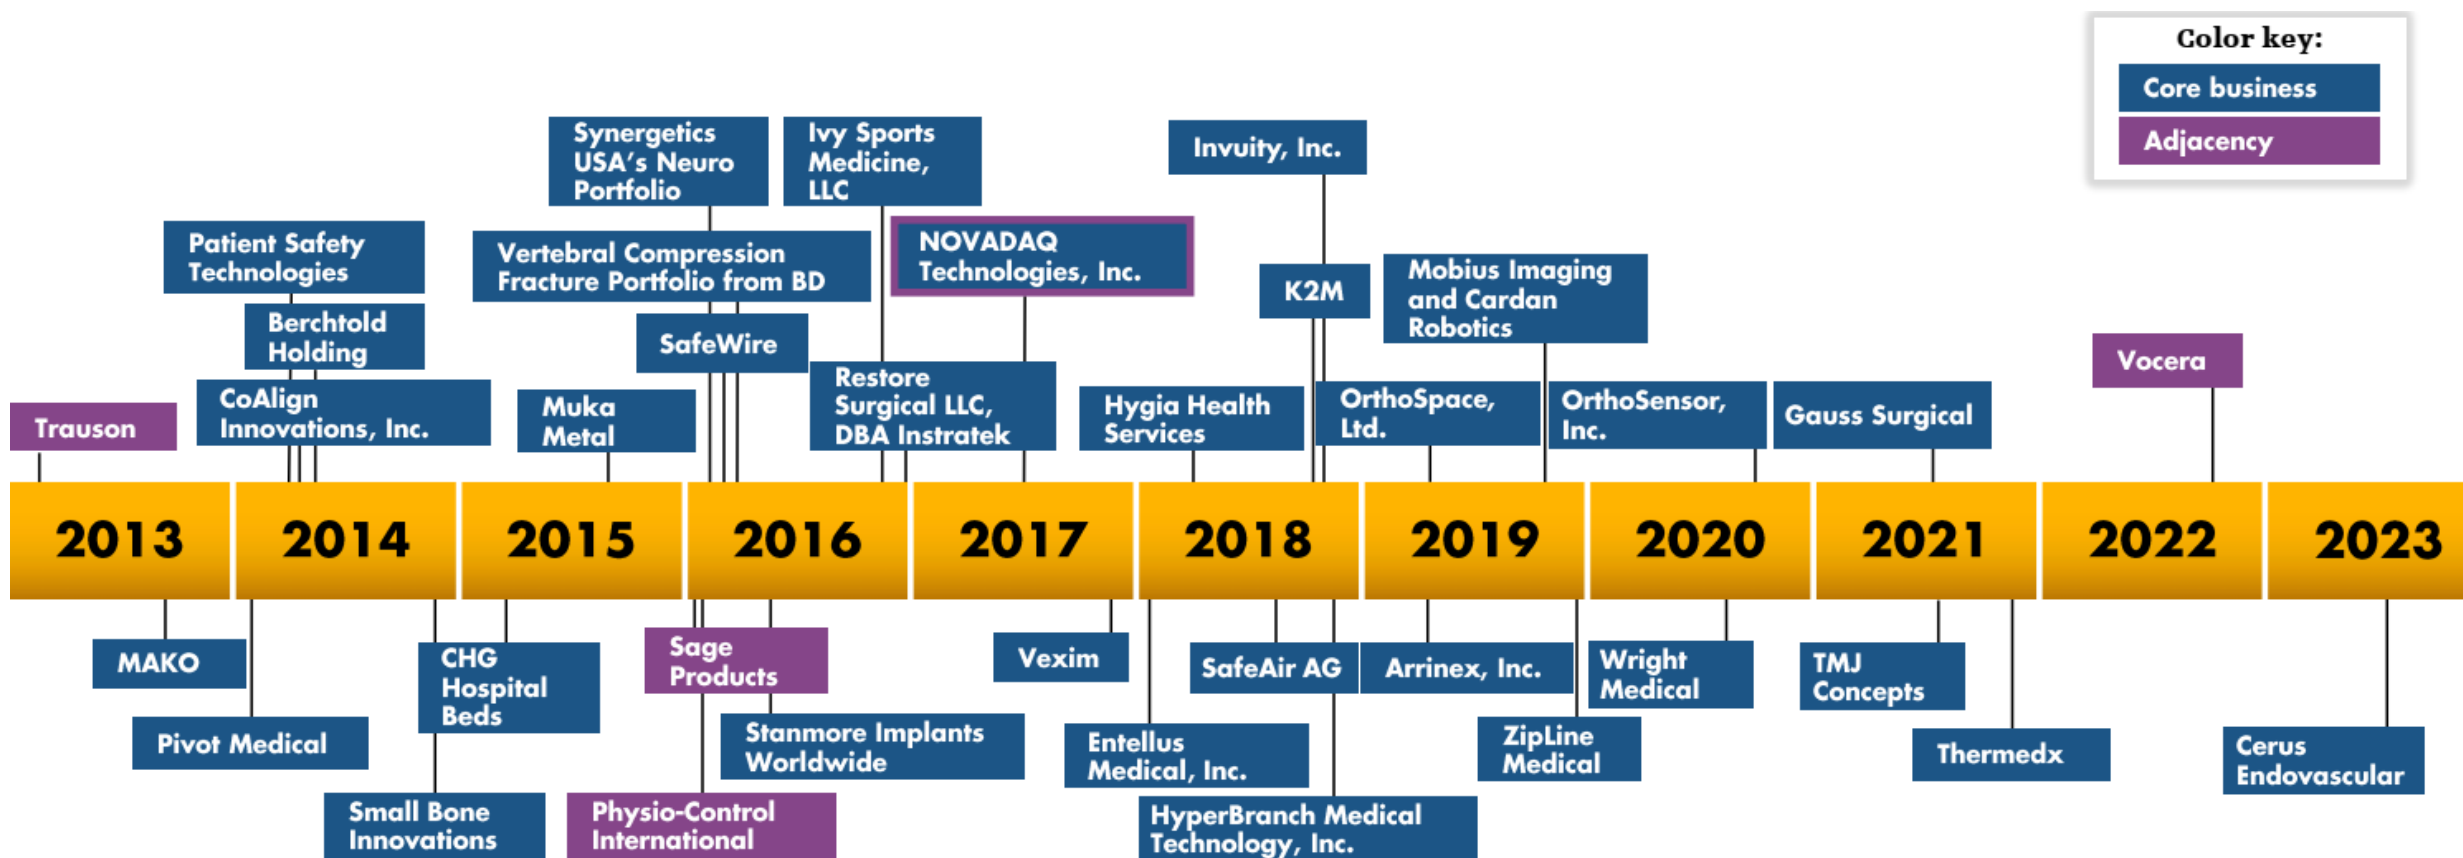 Color key:
Core business
Adjacency
Synergetics
USA's Neuro
Portfolio
Ivy Sports
Medicine,
LLC
Invuity, Inc.
Patient Safety
Technologies
Vertebral Compression
Fracture Portfolio from BD
NOVADAQ
Technologies, Inc.
K2M
Mobius Imaging
and Cardan
Robotics
Berchtold
Holding
SafeWire
Vocera
Trauson
CoAlign
Innovations, Inc.
Muka
Metal
Restore
Surgical LLC,
DBA Instratek
Hygia Health
Services
OrthoSpace,
Ltd.
OrthoSensor,
Inc.
Gauss Surgical
2013
2014
2015
2016
2017
2018
2019
2020
2021
2022
2023
MAKO
CHG
Hospital
Beds
Sage
Products
Vexim
SafeAir AG
Arrinex, Inc.
Wright
Medical
TMJ
Concepts
Pivot Medical
Stanmore Implants
Worldwide
Entellus
Medical, Inc.
ZipLine
Medical
Thermedx
Cerus
Endovascular
Small Bone
Innovations
Physio-Control
International
HyperBranch Medical
Technology, Inc.